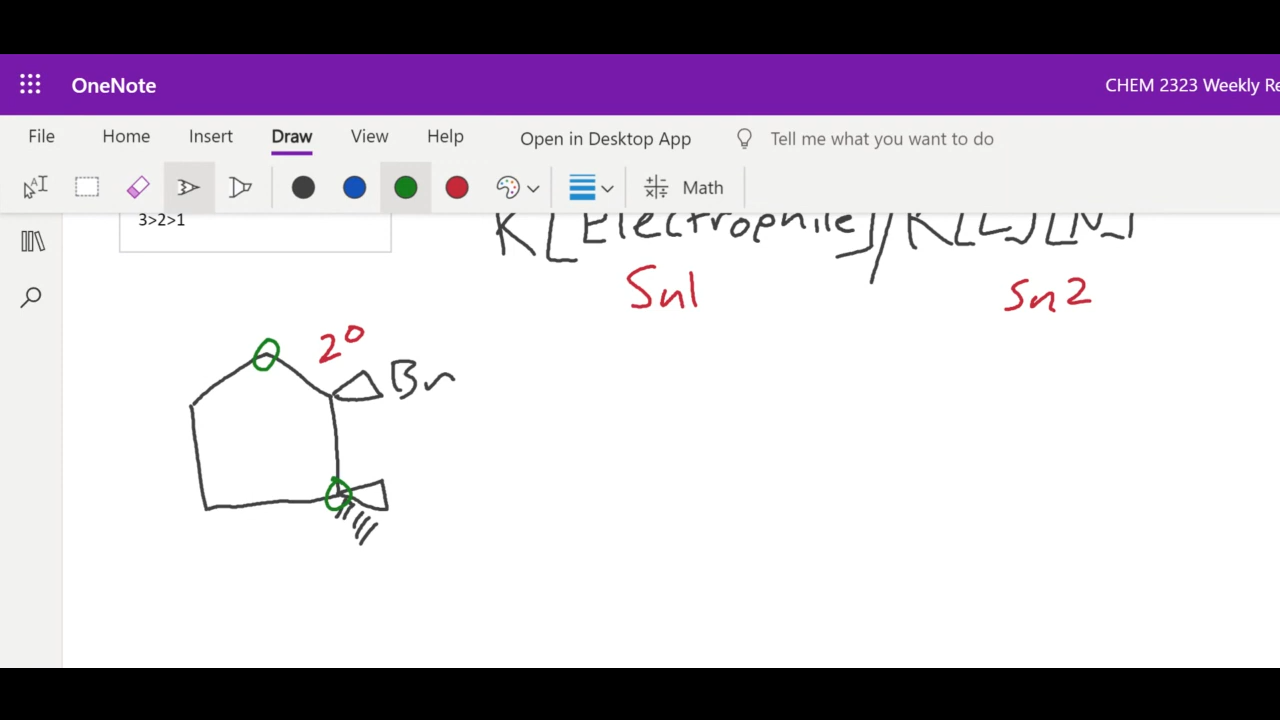 OneNote
CHEM 2323 Weekly Re
File Home Insert Draw View Help Open in Desktop App Tell me what you want to do
Math
3>2>1
K[Electrophile]/K[L][N]
Sn1 Sn2
2°
Br